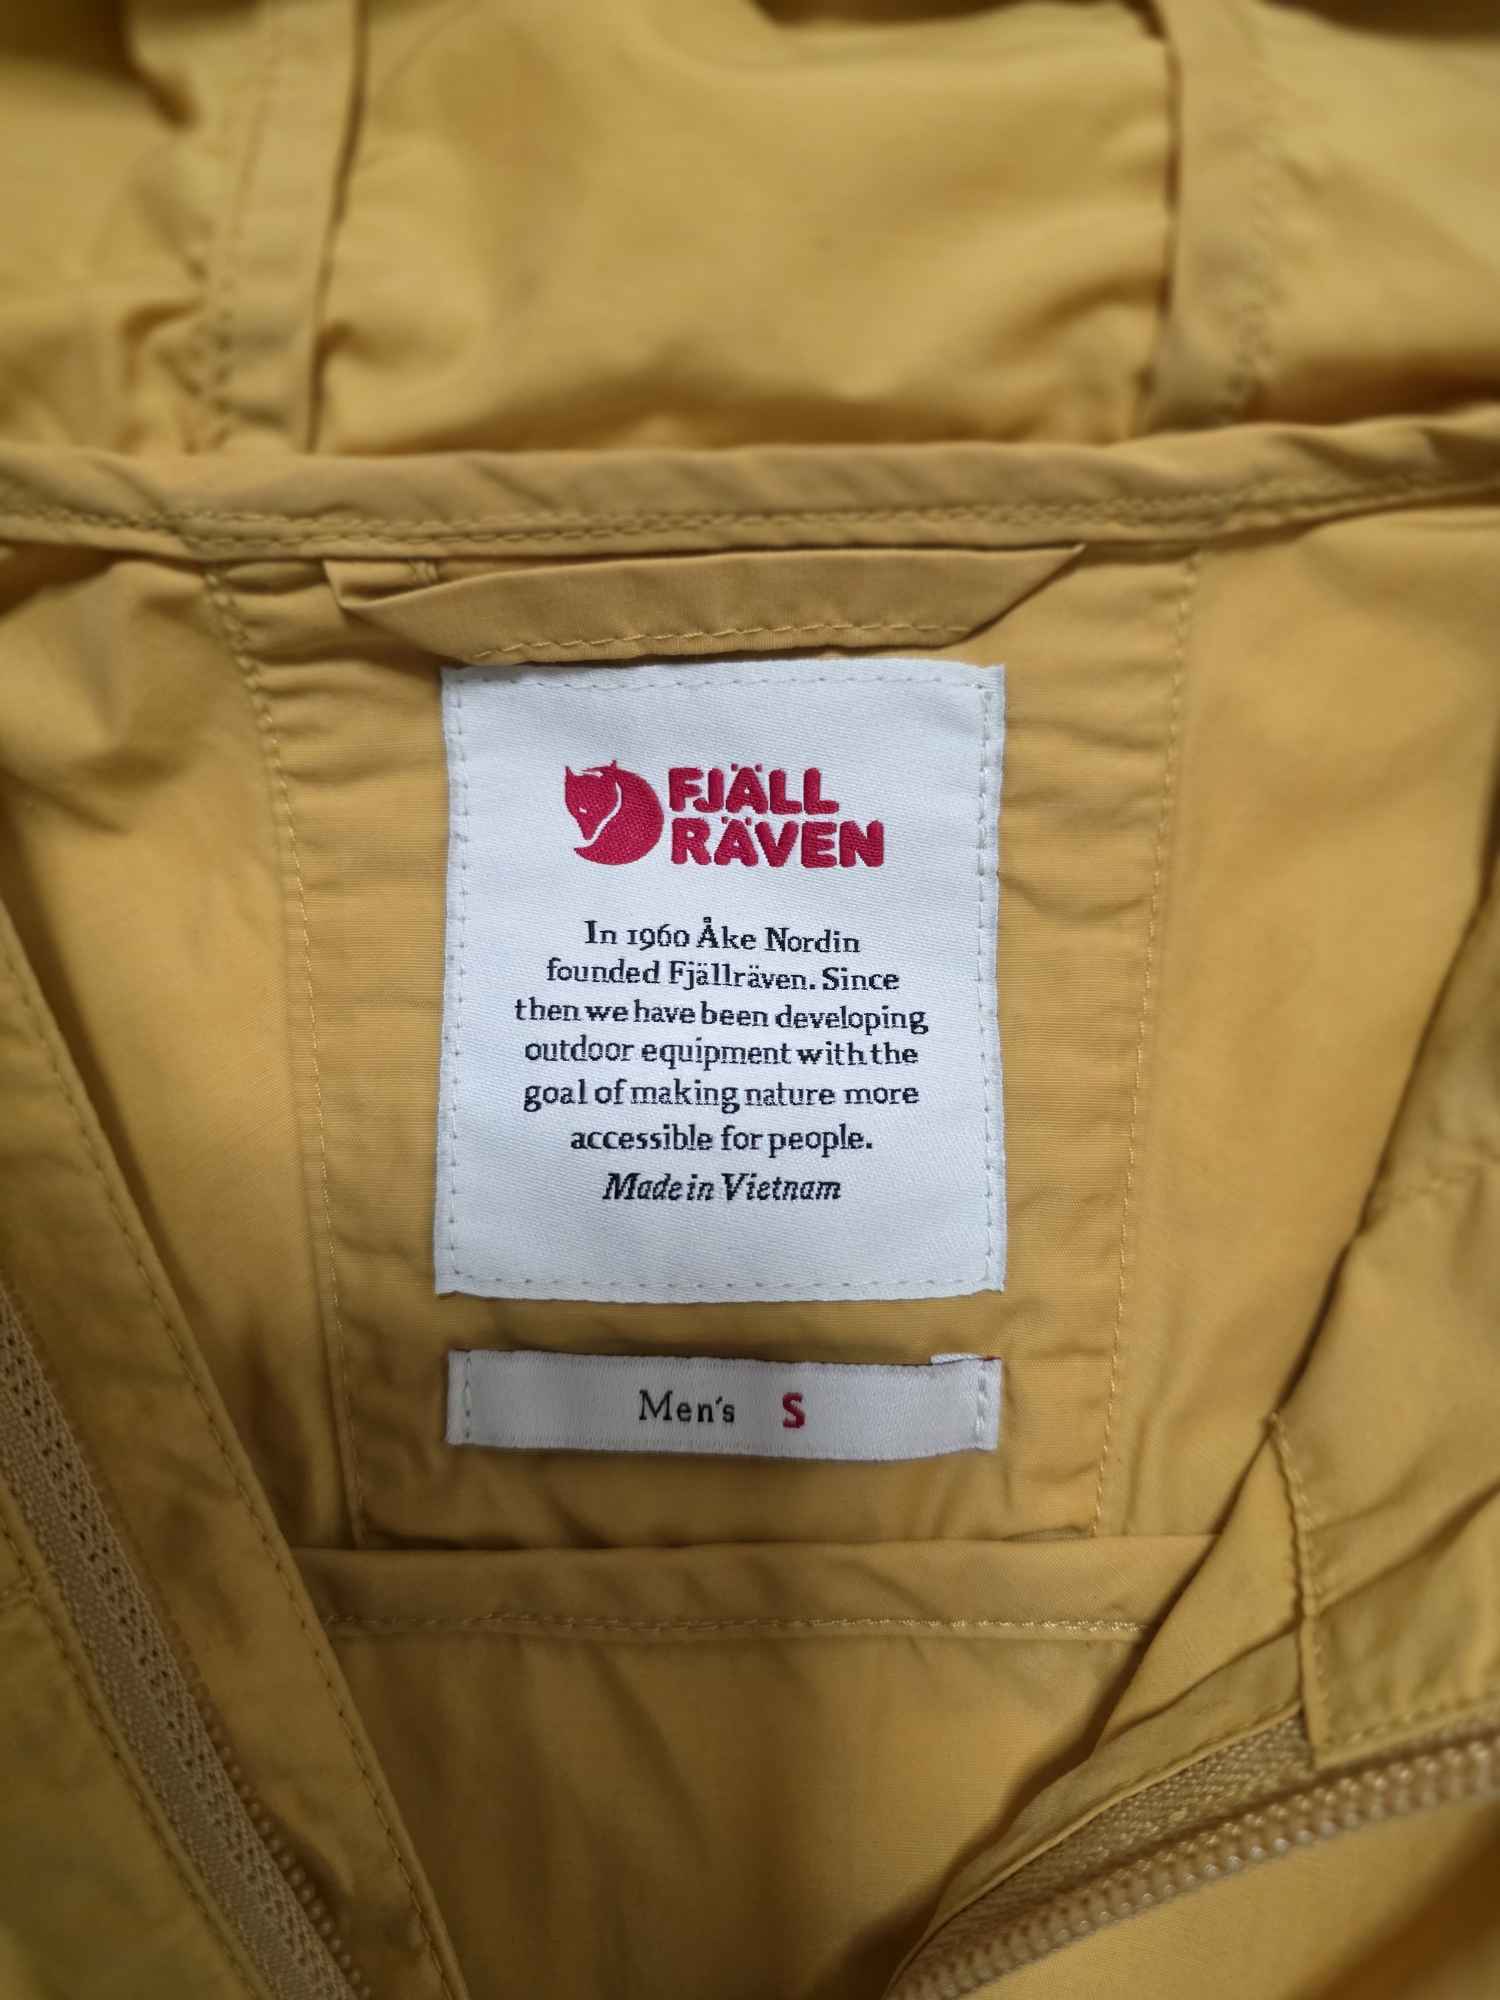 FJÄLL
RÄVEN
In 1960 Åke Nordin
founded Fjällräven. Since
then we have been developing
outdoor equipment with the
goal of making nature more
accessible for people.
Made in Vietnam
Men's S